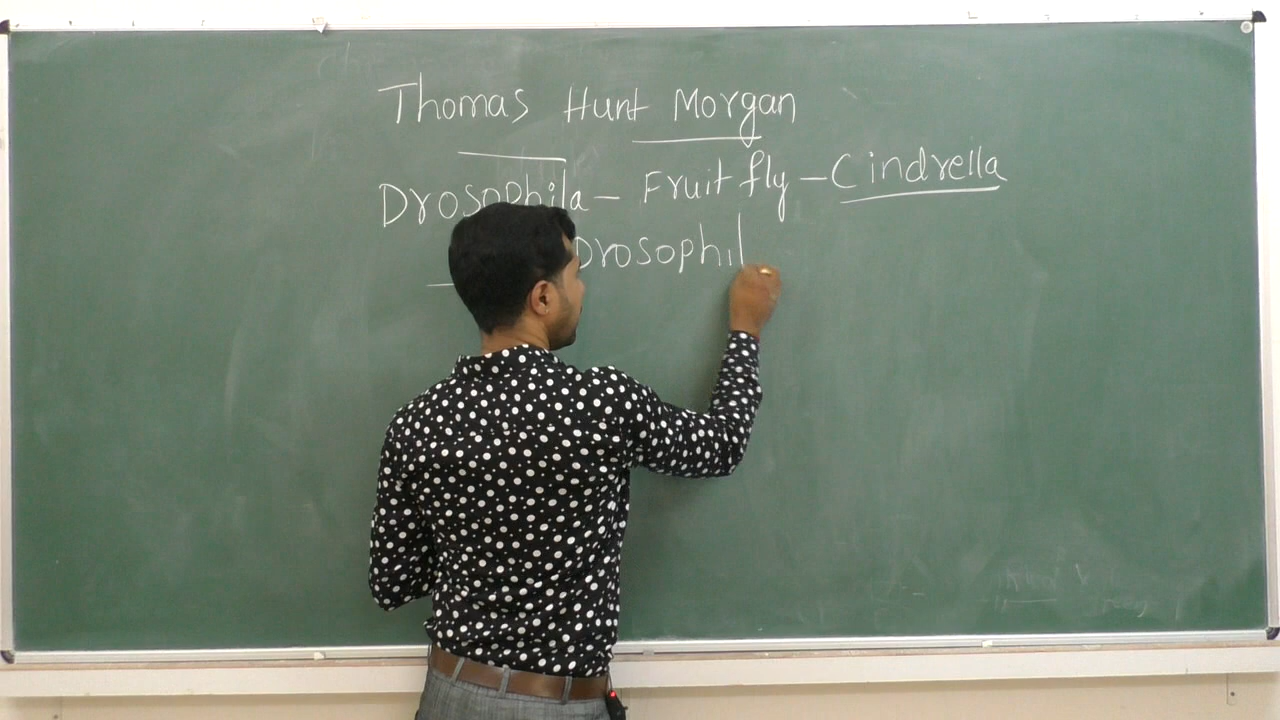 Thomas Hunt Morgan
Drosophila – Fruit fly – Cindrella
Drosophil